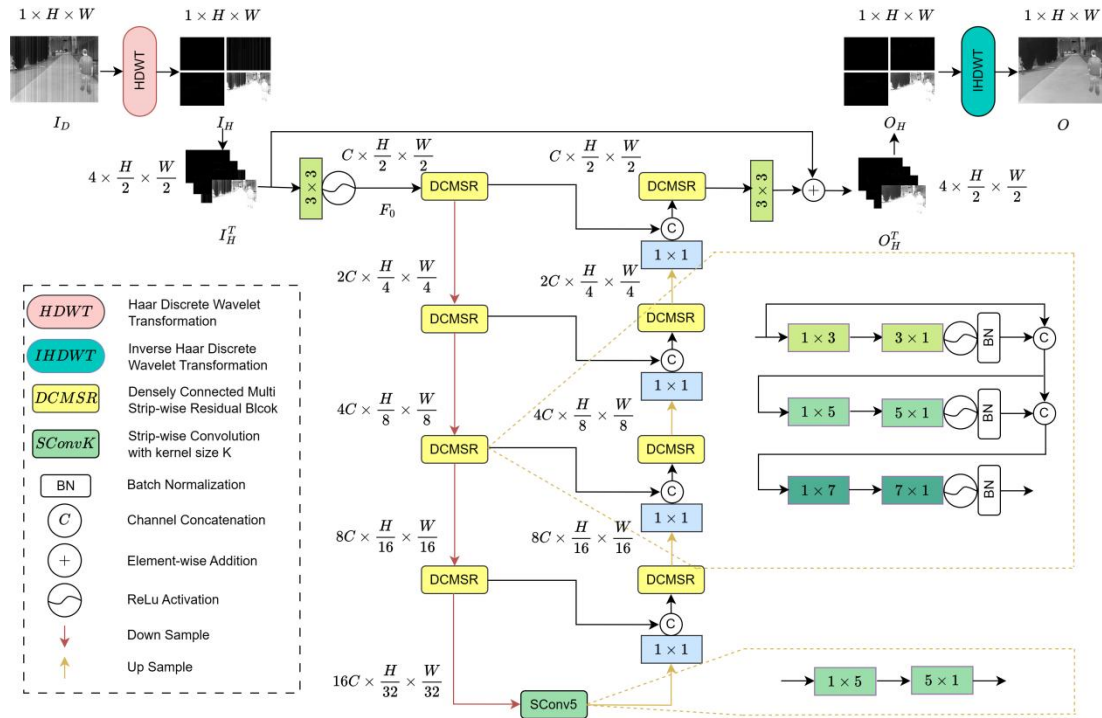 1 × H × W
1 × H × W
1 × H × W
1 × H × W
HDWT
IHDWT
I_D
I_H
O_H
O
4 × H/2 × W/2
I_H^T
3 × 3
C × H/2 × W/2
F_0
DCMSR
C × H/2 × W/2
DCMSR
3 × 3
+
4 × H/2 × W/2
O_H^T
C
1 × 1
2C × H/4 × W/4
2C × H/4 × W/4
DCMSR
DCMSR
C
1 × 1
4C × H/8 × W/8
4C × H/8 × W/8
DCMSR
DCMSR
C
1 × 1
8C × H/16 × W/16
8C × H/16 × W/16
DCMSR
DCMSR
C
1 × 1
16C × H/32 × W/32
SConv5
1 × 3
3 × 1
BN
C
1 × 5
5 × 1
BN
C
1 × 7
7 × 1
BN
1 × 5
5 × 1
HDWT
Haar Discrete Wavelet
Transformation
IHDWT
Inverse Haar Discrete
Wavelet Transformation
DCMSR
Densely Connected Multi
Strip-wise Residual Blcok
SConvK
Strip-wise Convolution
with kernel size K
BN
Batch Normalization
C
Channel Concatenation
+
Element-wise Addition
ReLu Activation
Down Sample
Up Sample